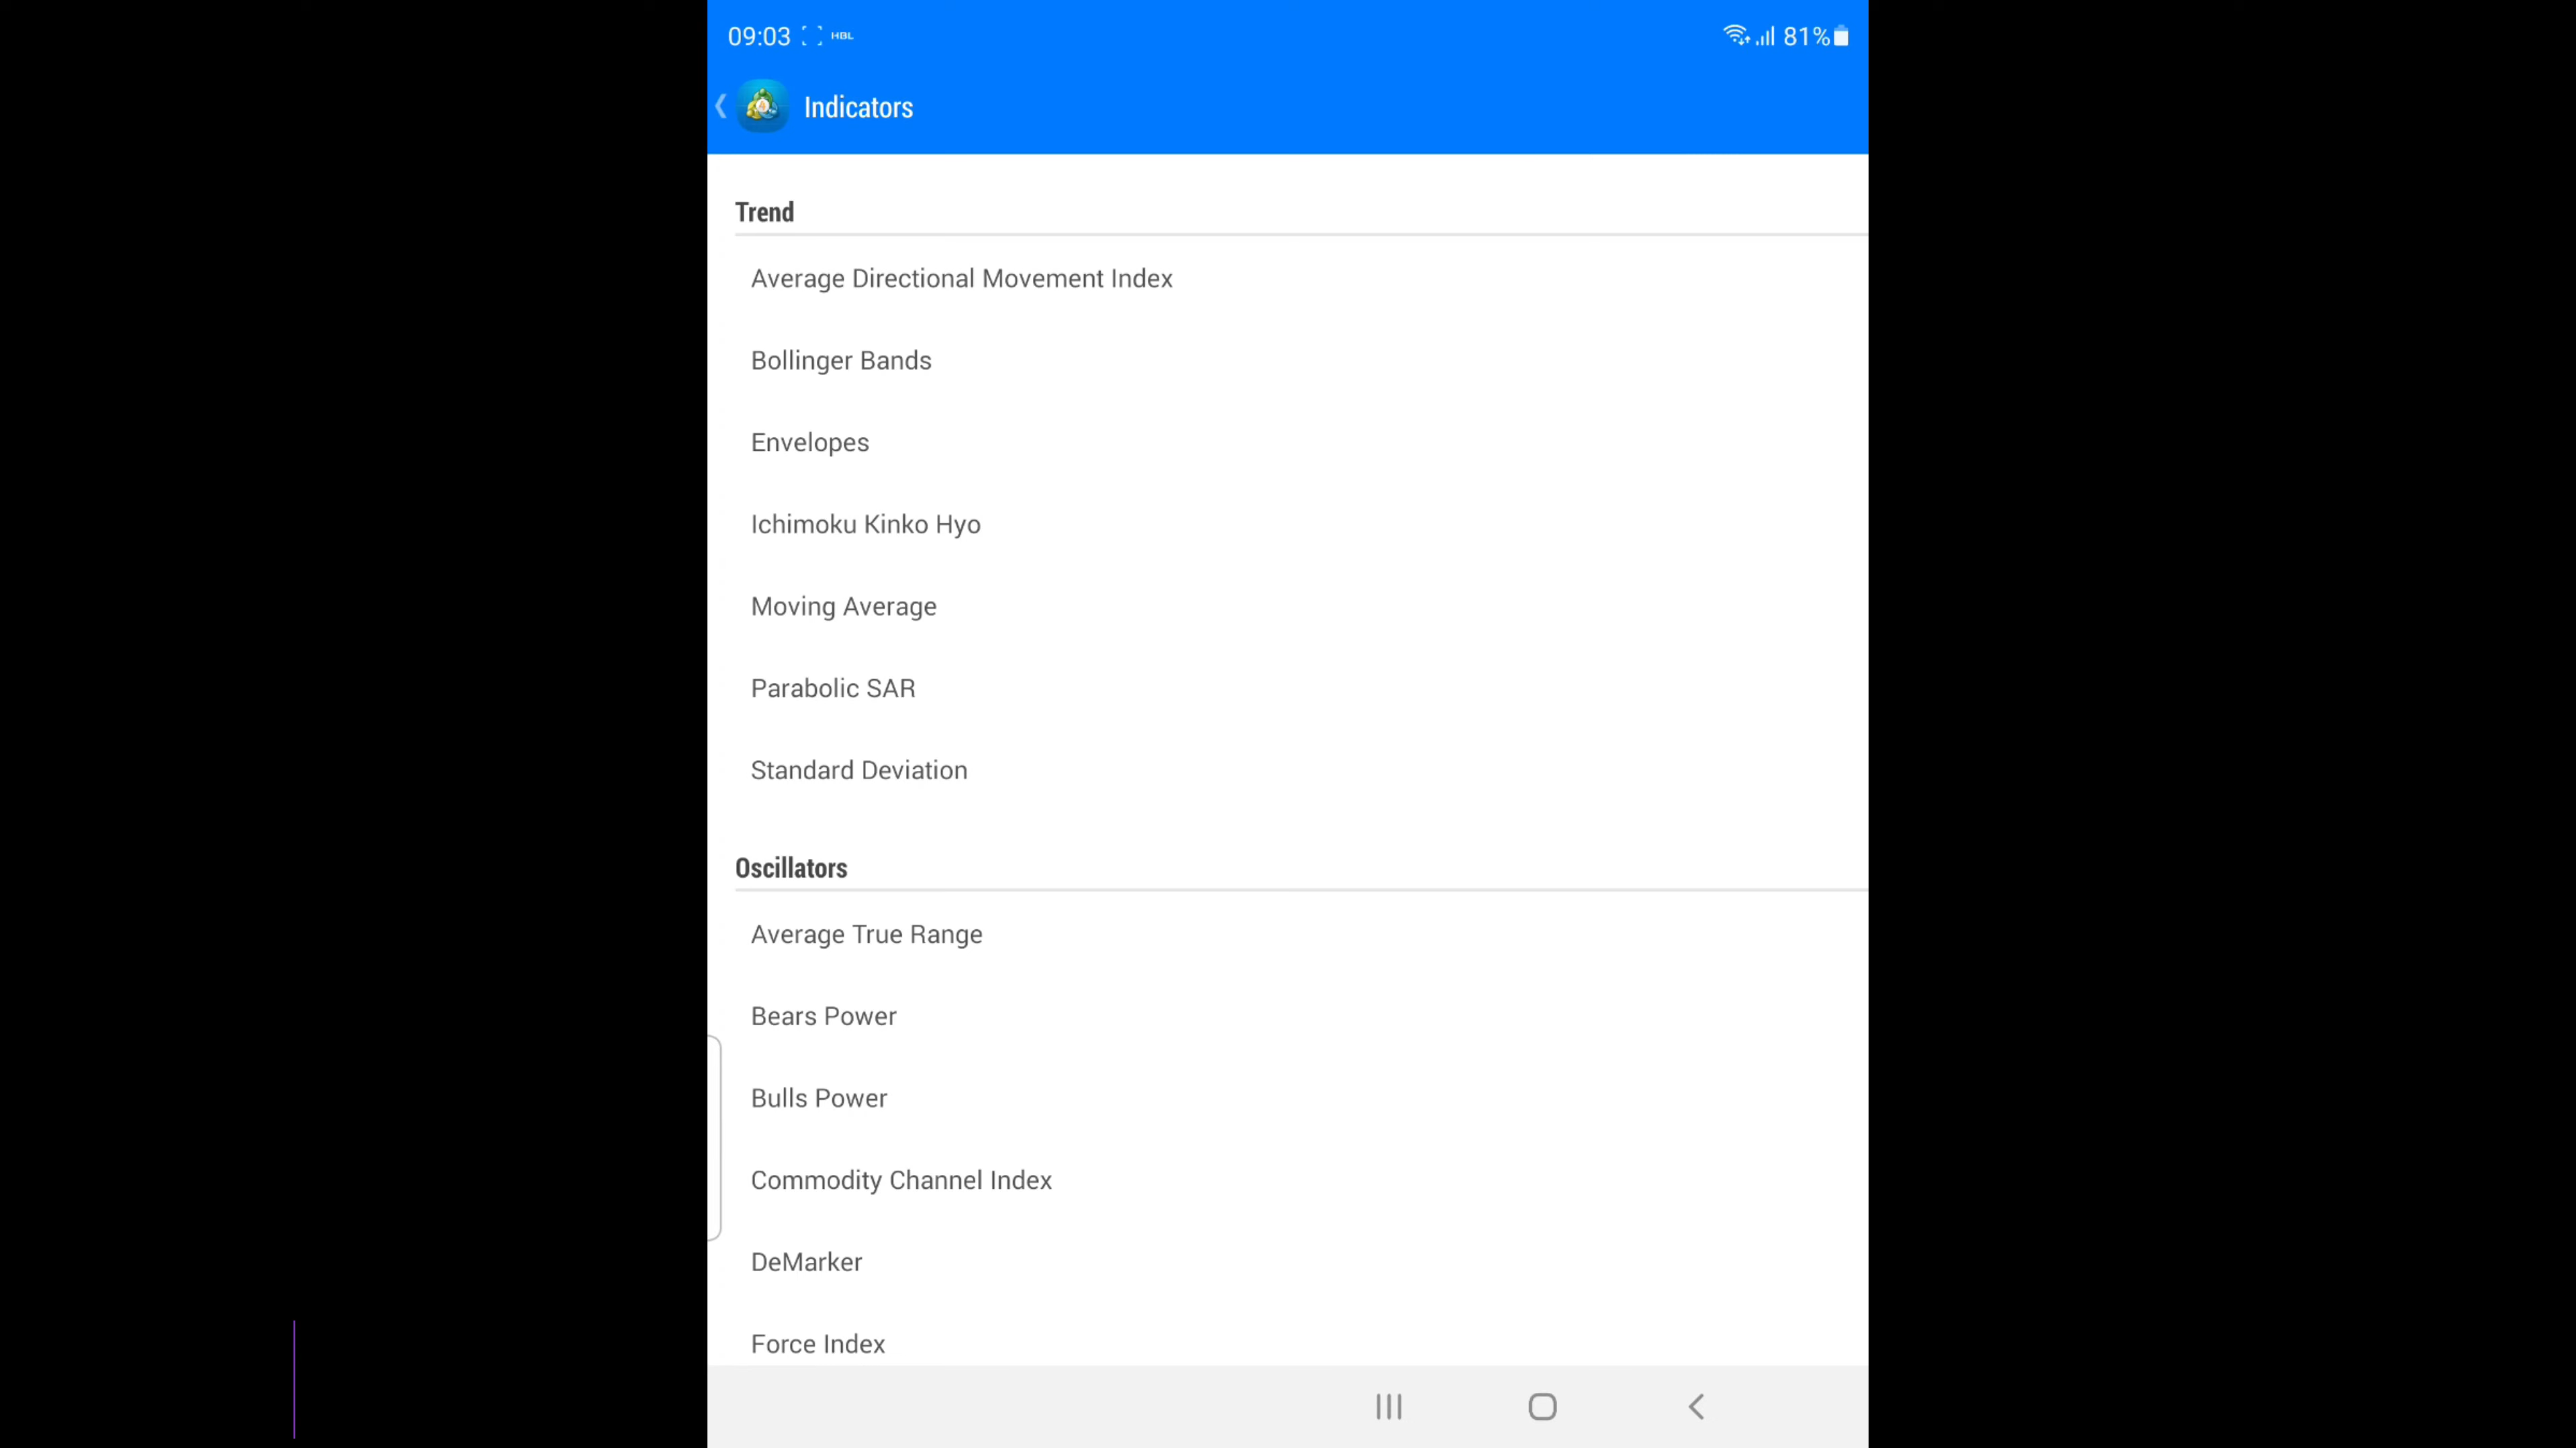 09:03 HBL 81%
Indicators
Trend
Average Directional Movement Index
Bollinger Bands
Envelopes
Ichimoku Kinko Hyo
Moving Average
Parabolic SAR
Standard Deviation
Oscillators
Average True Range
Bears Power
Bulls Power
Commodity Channel Index
DeMarker
Force Index